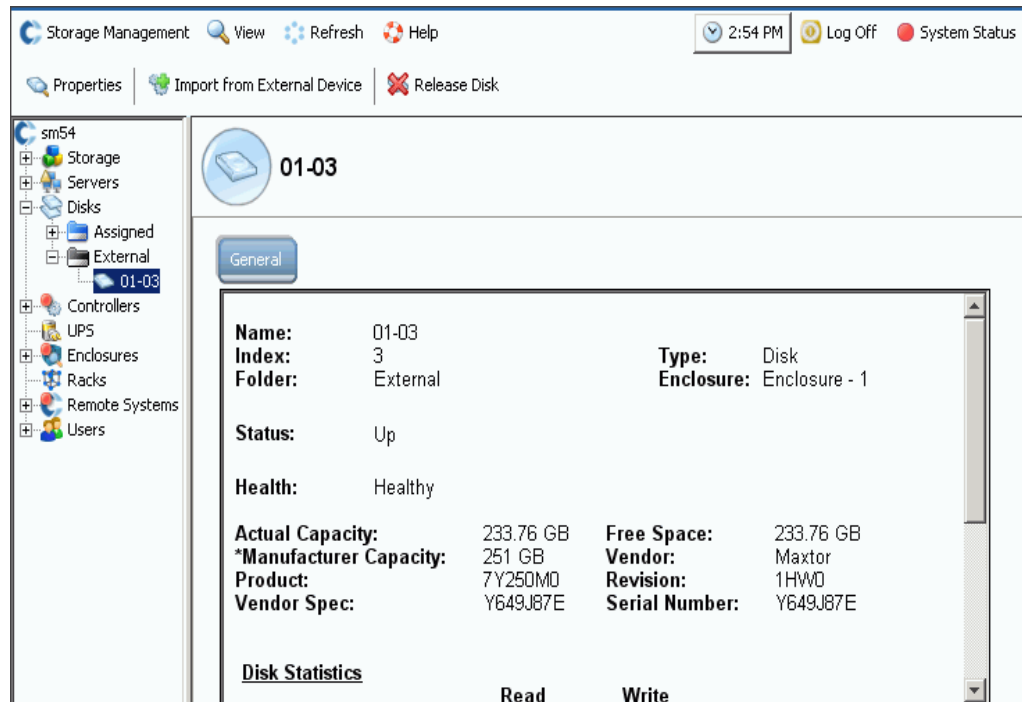 Storage Management View Refresh Help 2:54 PM Log Off System Status
Properties Import from External Device Release Disk
sm54
Storage
Servers
Disks
Assigned
External
01-03
Controllers
UPS
Enclosures
Racks
Remote Systems
Users
01-03
General
Name: 01-03
Index: 3 Type: Disk
Folder: External Enclosure: Enclosure - 1
Status: Up
Health: Healthy
Actual Capacity: 233.76 GB Free Space: 233.76 GB
*Manufacturer Capacity: 251 GB Vendor: Maxtor
Product: 7Y250M0 Revision: 1HW0
Vendor Spec: Y649J87E Serial Number: Y649J87E
Disk Statistics
Read Write